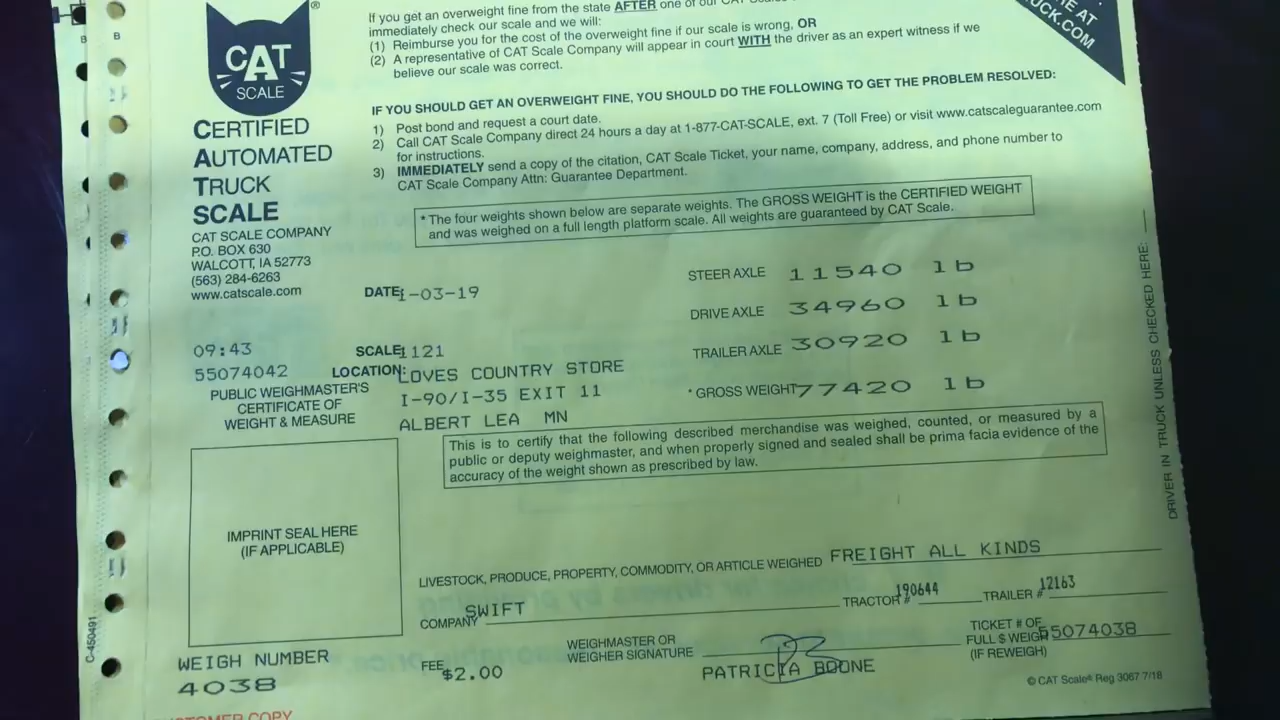 If you get an overweight fine from the state AFTER one of our CAT Scales
immediately check our scale and we will:
(1) Reimburse you for the cost of the overweight fine if our scale is wrong, OR
(2) A representative of CAT Scale Company will appear in court WITH the driver as an expert witness if we
believe our scale was correct.
AT
CK.COM
CAT
SCALE
®
IF YOU SHOULD GET AN OVERWEIGHT FINE, YOU SHOULD DO THE FOLLOWING TO GET THE PROBLEM RESOLVED:
1) Post bond and request a court date.
2) Call CAT Scale Company direct 24 hours a day at 1-877-CAT-SCALE, ext. 7 (Toll Free) or visit www.catscaleguarantee.com
for instructions.
3) IMMEDIATELY send a copy of the citation, CAT Scale Ticket, your name, company, address, and phone number to
CAT Scale Company Attn: Guarantee Department.
CERTIFIED
AUTOMATED
TRUCK
SCALE
CAT SCALE COMPANY
P.O. BOX 630
WALCOTT, IA 52773
(563) 284-6263
www.catscale.com
* The four weights shown below are separate weights. The GROSS WEIGHT is the CERTIFIED WEIGHT
and was weighed on a full length platform scale. All weights are guaranteed by CAT Scale.
DATE: 1-03-19
STEER AXLE 11540 lb
DRIVE AXLE 34960 lb
TRAILER AXLE 30920 lb
* GROSS WEIGHT 77420 lb
09:43
55074042
SCALE 1121
LOCATION: LOVES COUNTRY STORE
I-90/I-35 EXIT 11
ALBERT LEA MN
PUBLIC WEIGHMASTER'S
CERTIFICATE OF
WEIGHT & MEASURE
This is to certify that the following described merchandise was weighed, counted, or measured by a
public or deputy weighmaster, and when properly signed and sealed shall be prima facia evidence of the
accuracy of the weight shown as prescribed by law.
IMPRINT SEAL HERE
(IF APPLICABLE)
DRIVER IN TRUCK UNLESS CHECKED HERE:
LIVESTOCK, PRODUCE, PROPERTY, COMMODITY, OR ARTICLE WEIGHED FREIGHT ALL KINDS
COMPANY SWIFT TRACTOR # 190644 TRAILER # 12163
WEIGHMASTER OR
WEIGHER SIGNATURE
PATRICIA BOONE
TICKET # OF
FULL $ WEIGH 55074038
(IF REWEIGH)
WEIGH NUMBER
4038
FEE $2.00
© CAT Scale® Reg 3067 7/18
C-450491
CUSTOMER COPY